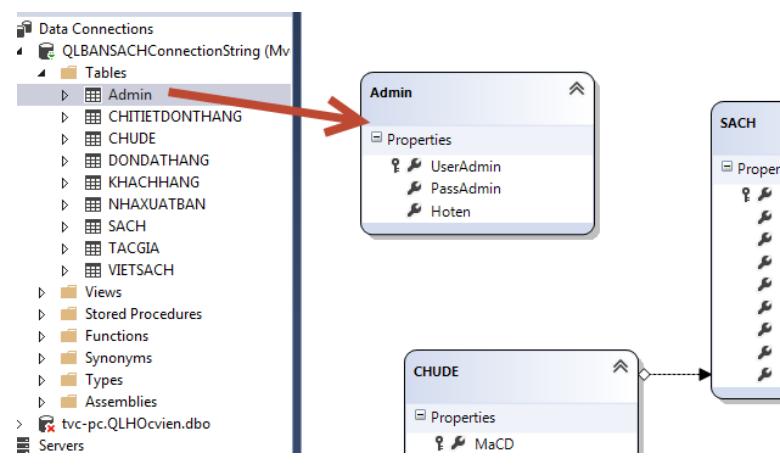 Data Connections
QLBANSACHConnectionString (Mv
Tables
Admin
CHITIETDONTHANG
CHUDE
DONDATHANG
KHACHHANG
NHAXUATBAN
SACH
TACGIA
VIETSACH
Views
Stored Procedures
Functions
Synonyms
Types
Assemblies
tvc-pc.QLHOcvien.dbo
Servers
Admin
Properties
UserAdmin
PassAdmin
Hoten
SACH
Proper
CHUDE
Properties
MaCD